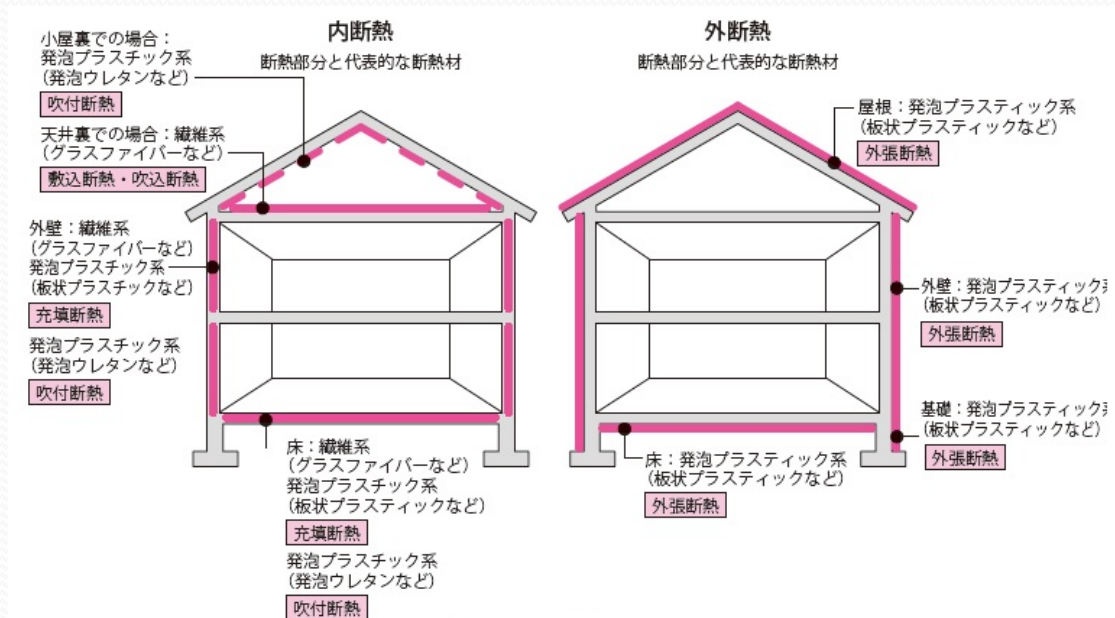 内断熱
断熱部分と代表的な断熱材
小屋裏での場合：
発泡プラスチック系
（発泡ウレタンなど）
吹付断熱
天井裏での場合：繊維系
（グラスファイバーなど）
敷込断熱・吹込断熱
外壁：繊維系
（グラスファイバーなど）
発泡プラスチック系
（板状プラスチックなど）
充填断熱
発泡プラスチック系
（発泡ウレタンなど）
吹付断熱
床：繊維系
（グラスファイバーなど）
発泡プラスチック系
（板状プラスティックなど）
充填断熱
発泡プラスチック系
（発泡ウレタンなど）
吹付断熱
外断熱
断熱部分と代表的な断熱材
屋根：発泡プラスティック系
（板状プラスティックなど）
外張断熱
外壁：発泡プラスティック
（板状プラスティックなど）
外張断熱
基礎：発泡プラスティック
（板状プラスティックなど）
外張断熱
床：発泡プラスティック系
（板状プラスティックなど）
外張断熱